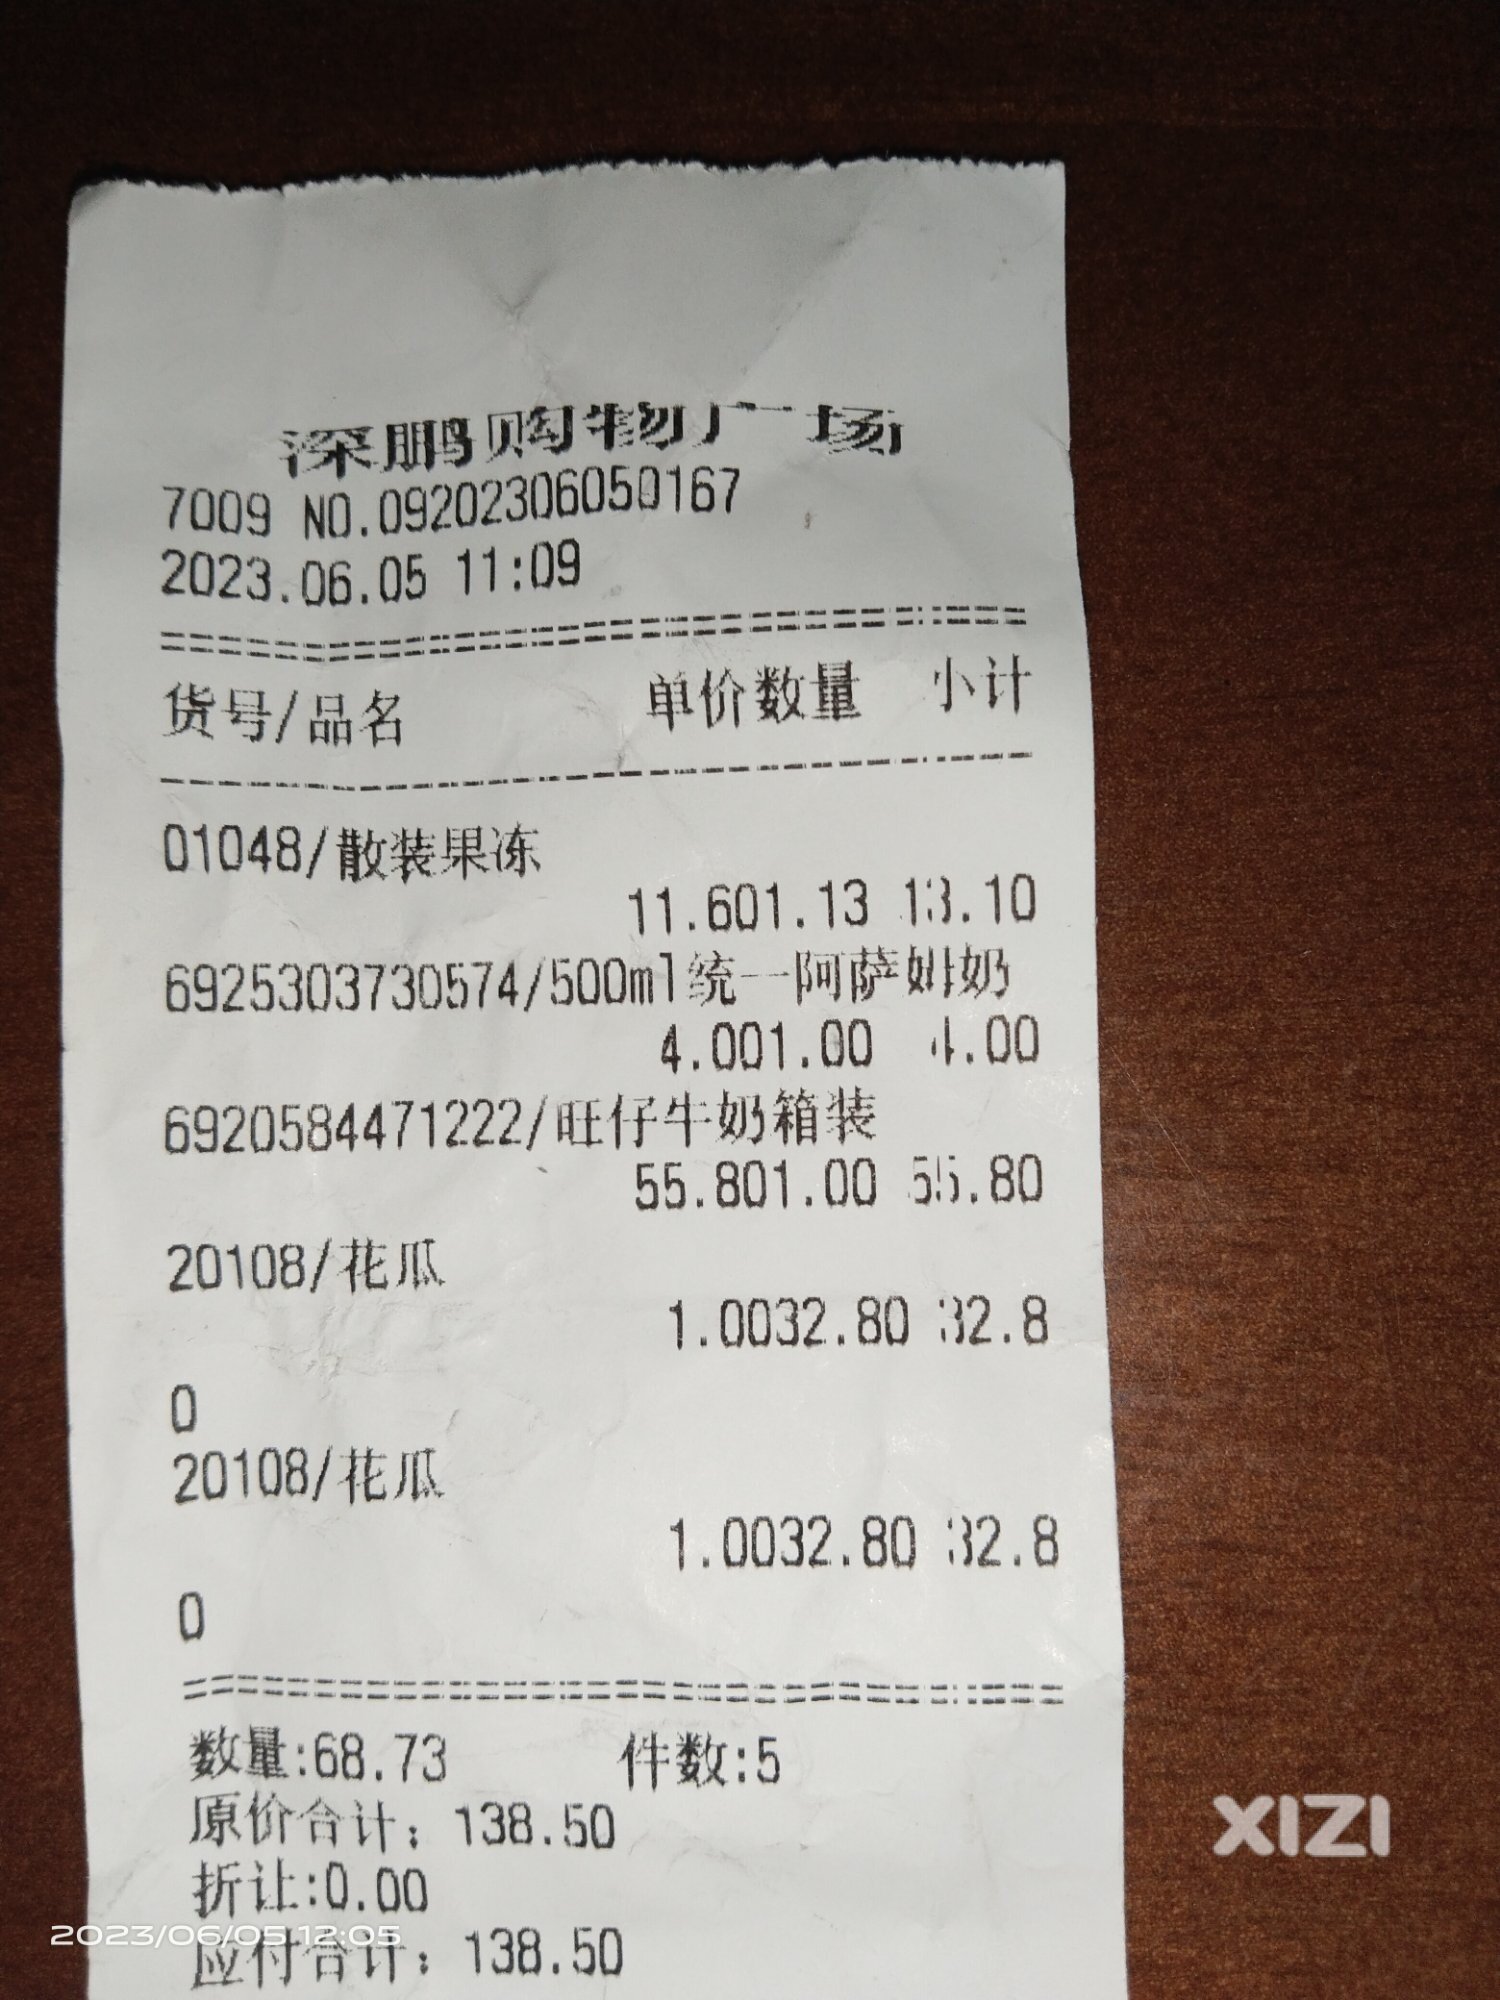 深鹏购物广场
7009 NO.09202306050167
2023.06.05 11:09
货号/品名 单价数量 小计
01048/散装果冻
11.601.13 13.10
6925303730574/500ml统一阿萨姆奶
4.001.00 4.00
6920584471222/旺仔牛奶箱装
55.801.00 55.80
20108/花瓜
1.0032.80 32.8
0
20108/花瓜
1.0032.80 32.8
0
数量:68.73 件数:5
原价合计：138.50
折让:0.00
应付合计：138.50
2023/06/05 12:05
XIZI